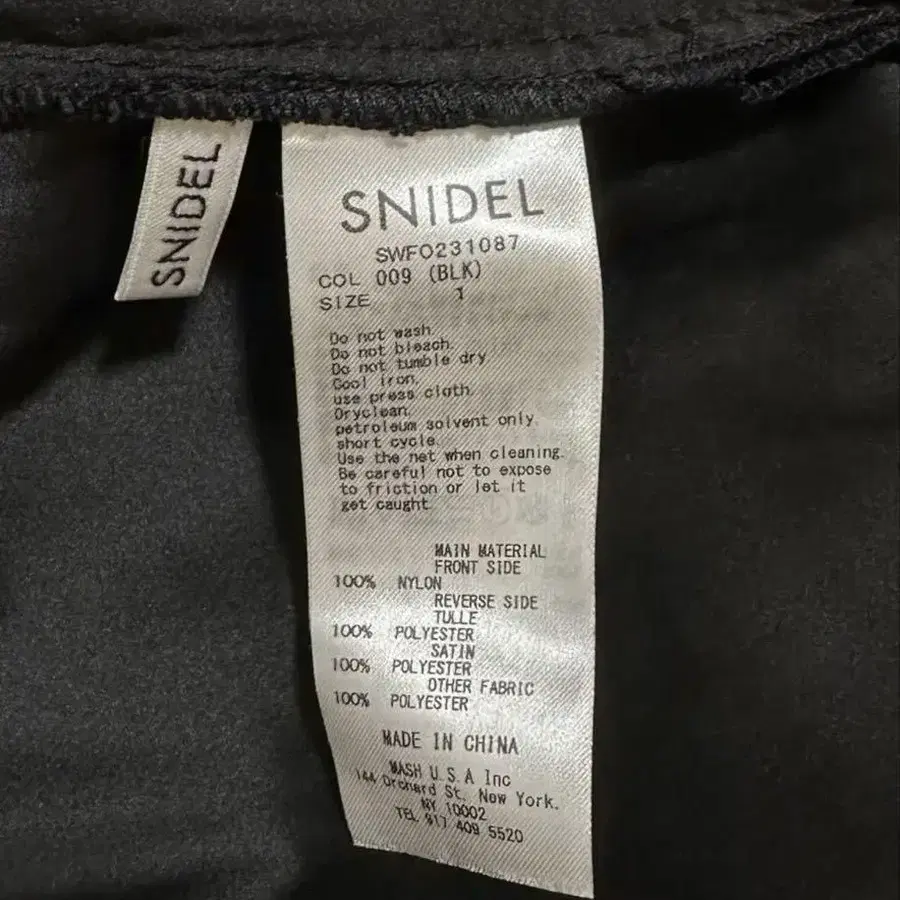 SNIDEL
SNIDEL
SWFO231087
COL 009 (BLK)
SIZE 1
Do not wash.
Do not bleach.
Do not tumble dry
Cool iron.
use press cloth.
Dryclean.
petroleum solvent only.
short cycle.
Use the net when cleaning.
Be careful not to expose
to friction or let it
get caught
MAIN MATERIAL
FRONT SIDE
100% NYLON
REVERSE SIDE
TULLE
100% POLYESTER
SATIN
100% POLYESTER
OTHER FABRIC
100% POLYESTER
MADE IN CHINA
MASH U.S.A Inc
144 Orchard St. New York.
NY 10002
TEL 917 409 5520